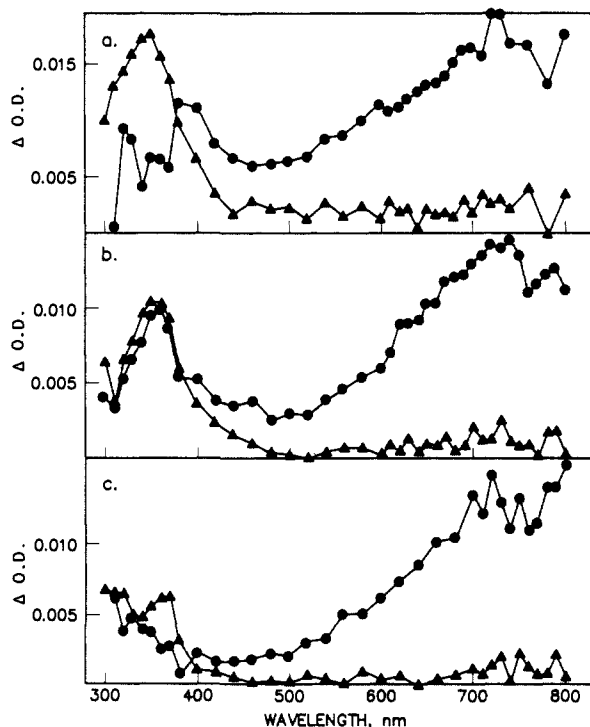 a.
0.015
0.005
Δ O.D.
b.
0.010
0.005
Δ O.D.
c.
0.010
0.005
Δ O.D.
300 400 500 600 700 800
WAVELENGTH, nm